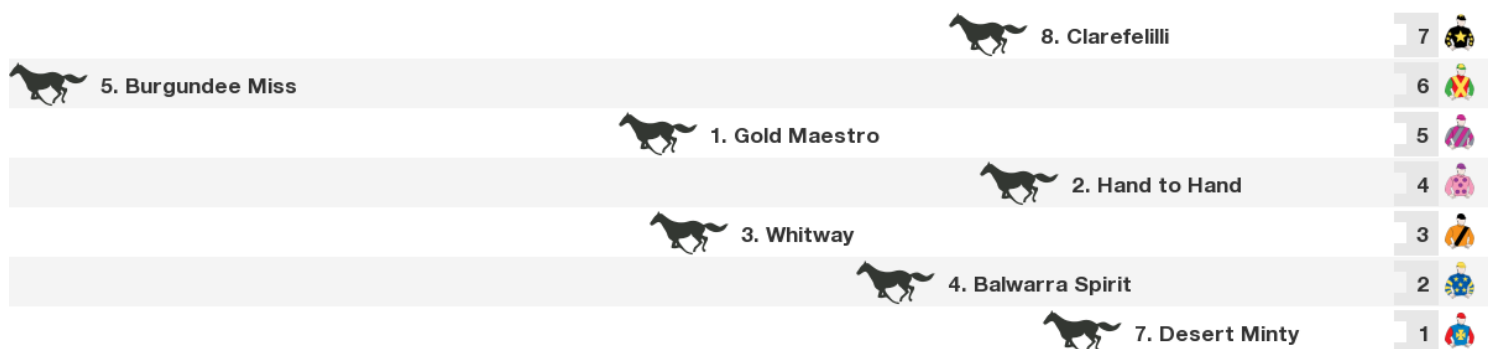 8. Clarefelilli 7
5. Burgundee Miss 6
1. Gold Maestro 5
2. Hand to Hand 4
3. Whitway 3
4. Balwarra Spirit 2
7. Desert Minty 1